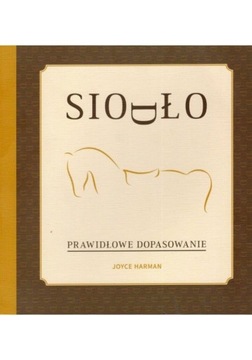 SIODŁO
PRAWIDŁOWE DOPASOWANIE
JOYCE HARMAN